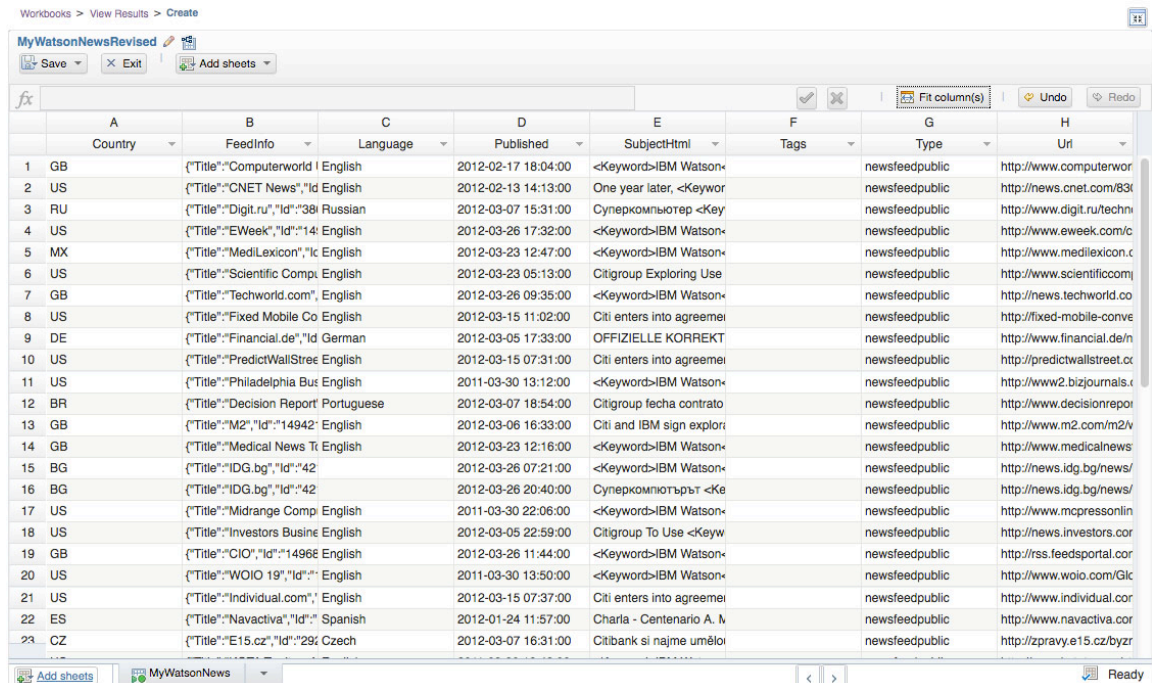 Workbooks > View Results > Create
MyWatsonNewsRevised
Save Exit Add sheets
fx Fit column(s) Undo Redo
A B C D E F G H
Country FeedInfo Language Published SubjectHtml Tags Type Url
1 GB {"Title":"Computerworld English 2012-02-17 18:04:00 <Keyword>IBM Watson< newsfeedpublic http://www.computerwor
2 US {"Title":"CNET News","Id English 2012-02-13 14:13:00 One year later, <Keywor newsfeedpublic http://news.cnet.com/830
3 RU {"Title":"Digit.ru","Id":"38 Russian 2012-03-07 15:31:00 Суперкомпьютер <Key newsfeedpublic http://www.digit.ru/techn
4 US {"Title":"EWeek","Id":"14 English 2012-03-26 17:32:00 <Keyword>IBM Watson< newsfeedpublic http://www.eweek.com/c
5 MX {"Title":"MediLexicon","Id English 2012-03-23 12:47:00 <Keyword>IBM Watson< newsfeedpublic http://www.medilexicon.c
6 US {"Title":"Scientific Compu English 2012-03-23 05:13:00 Citigroup Exploring Use newsfeedpublic http://www.scientificcom
7 GB {"Title":"Techworld.com", English 2012-03-26 09:35:00 <Keyword>IBM Watson< newsfeedpublic http://news.techworld.co
8 US {"Title":"Fixed Mobile Co English 2012-03-15 11:02:00 Citi enters into agreemer newsfeedpublic http://fixed-mobile-conve
9 DE {"Title":"Financial.de","Id German 2012-03-05 17:33:00 OFFIZIELLE KORREKT newsfeedpublic http://www.financial.de/n
10 US {"Title":"PredictWallStree English 2012-03-15 07:31:00 Citi enters into agreemer newsfeedpublic http://predictwallstreet.co
11 US {"Title":"Philadelphia Bus English 2011-03-30 13:12:00 <Keyword>IBM Watson< newsfeedpublic http://www2.bizjournals.c
12 BR {"Title":"Decision Report" Portuguese 2012-03-07 18:54:00 Citigroup fecha contrato newsfeedpublic http://www.decisionrepor
13 GB {"Title":"M2","Id":"149421 English 2012-03-06 16:33:00 Citi and IBM sign explora newsfeedpublic http://www.m2.com/m2/v
14 GB {"Title":"Medical News To English 2012-03-23 12:16:00 <Keyword>IBM Watson< newsfeedpublic http://www.medicalnews
15 BG {"Title":"IDG.bg","Id":"42 2012-03-26 07:21:00 <Keyword>IBM Watson< newsfeedpublic http://news.idg.bg/news/
16 BG {"Title":"IDG.bg","Id":"42 2012-03-26 20:40:00 Суперкомпютърът <Ke newsfeedpublic http://news.idg.bg/news/
17 US {"Title":"Midrange Comp English 2011-03-30 22:06:00 <Keyword>IBM Watson< newsfeedpublic http://www.mcpressonlin
18 US {"Title":"Investors Busine English 2012-03-05 22:59:00 Citigroup To Use <Keyw newsfeedpublic http://news.investors.cor
19 GB {"Title":"CIO","Id":"14968 English 2012-03-26 11:44:00 <Keyword>IBM Watson< newsfeedpublic http://rss.feedsportal.cor
20 US {"Title":"WOIO 19","Id":" English 2011-03-30 13:50:00 <Keyword>IBM Watson< newsfeedpublic http://www.woio.com/Glo
21 US {"Title":"Individual.com"," English 2012-03-15 07:37:00 Citi enters into agreemer newsfeedpublic http://www.individual.cor
22 ES {"Title":"Navactiva","Id":" Spanish 2012-01-24 11:57:00 Charla - Centenario A. M newsfeedpublic http://www.navactiva.cor
23 CZ {"Title":"E15.cz","Id":"292 Czech 2012-03-07 16:31:00 Citibank si najme umělou newsfeedpublic http://zpravy.e15.cz/byzr
Add sheets MyWatsonNews Ready